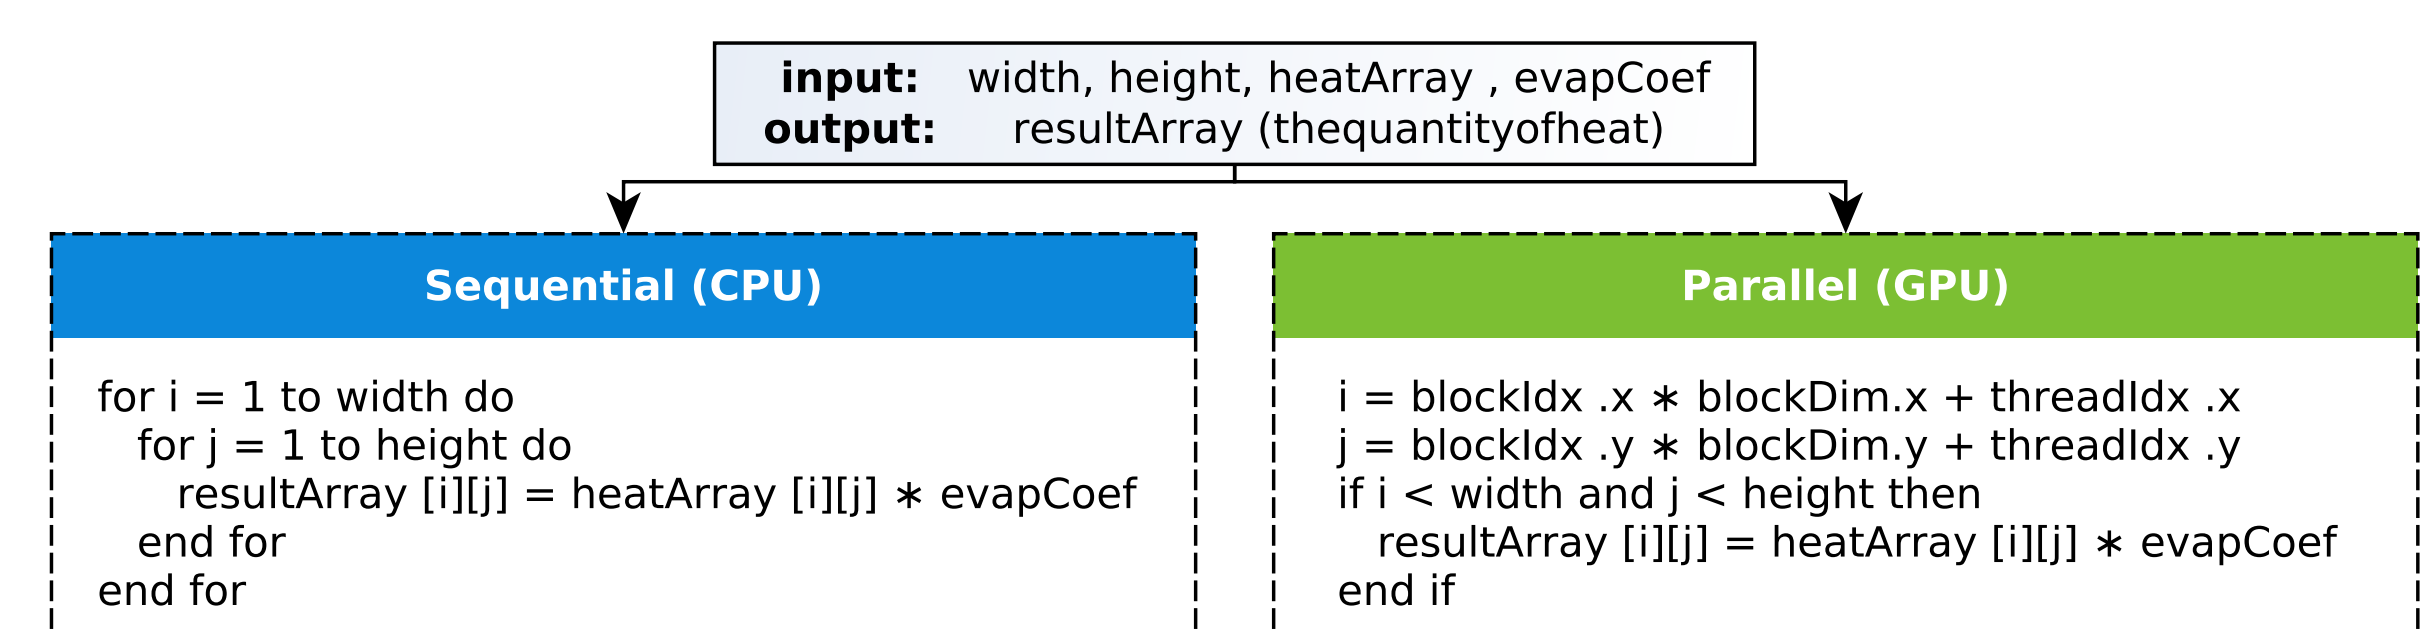 input: width, height, heatArray , evapCoef
output: resultArray (thequantityofheat)
Sequential (CPU)
for i = 1 to width do
for j = 1 to height do
resultArray [i][j] = heatArray [i][j] ∗ evapCoef
end for
end for
Parallel (GPU)
i = blockIdx .x ∗ blockDim.x + threadIdx .x
j = blockIdx .y ∗ blockDim.y + threadIdx .y
if i < width and j < height then
resultArray [i][j] = heatArray [i][j] ∗ evapCoef
end if